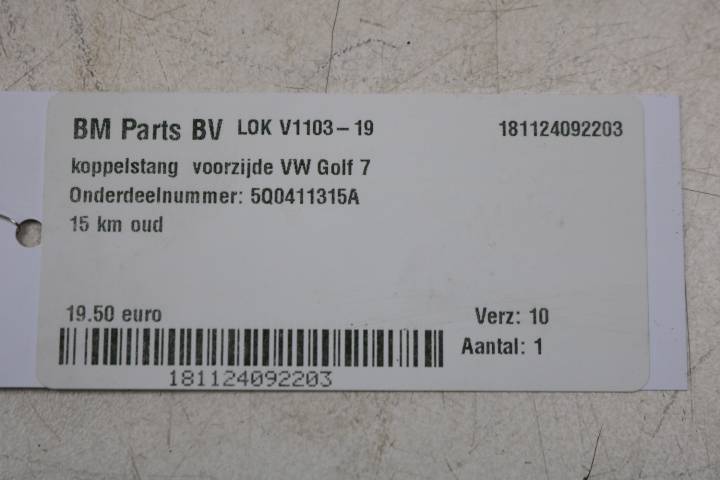 BM Parts BV LOK V1103-19 181124092203
koppelstang voorzijde VW Golf 7
Onderdeelnummer: 5Q0411315A
15 km oud
19.50 euro Verz: 10
Aantal: 1
181124092203